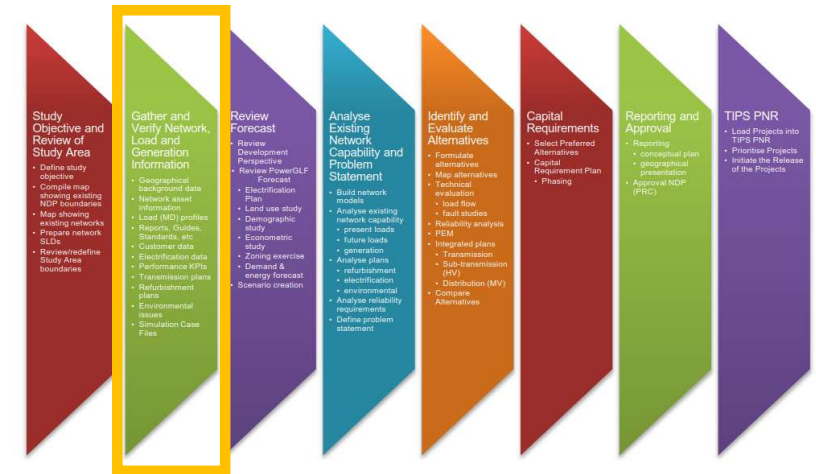 Study
Objective and
Review of
Study Area
• Define study
objective
• Compile map
showing existing
NDP boundaries
• Map showing
existing networks
• Prepare network
SLDs
• Review/redefine
Study Area
boundaries
Gather and
Verify Network,
Load and
Generation
Information
• Geographical
background data
• Network asset
information
• Load (MD) profiles
• Reports, Guides,
Standards, etc
• Customer data
• Electrification data
• Performance KPIs
• Transmission plans
• Refurbishment
plans
• Environmental
issues
• Simulation Case
Files
Review
Forecast
• Review
Development
Perspective
• Review PowerGLF
Forecast
• Electrification
Plan
• Land use study
• Demographic
study
• Econometric
study
• Zoning exercise
• Demand &
energy forecast
• Scenario creation
Analyse
Existing
Network
Capability and
Problem
Statement
• Build network
models
• Analyse existing
network capability
• present loads
• future loads
• generation
• Analyse plans
• refurbishment
• electrification
• environmental
• Analyse reliability
requirements
• Define problem
statement
Identify and
Evaluate
Alternatives
• Formulate
alternatives
• Map alternatives
• Technical
evaluation
• load flow
• fault studies
• Reliability analysis
• PEM
• Integrated plans
• Transmission
• Sub-transmission
(HV)
• Distribution (MV)
• Compare
Alternatives
Capital
Requirements
• Select Preferred
Alternatives
• Capital
Requirement Plan
• Phasing
Reporting and
Approval
• Reporting
• conceptual plan
• geographical
presentation
• Approval NDP
(PRC)
TIPS PNR
• Load Projects into
TIPS PNR
• Prioritise Projects
• Initiate the Release
of the Projects